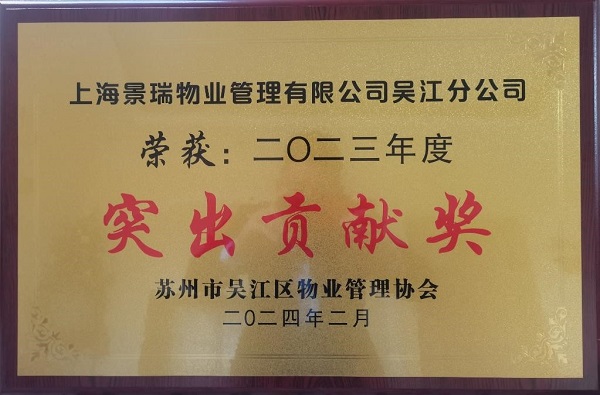 上海景瑞物业管理有限公司吴江分公司
荣获：二〇二三年度
突出贡献奖
苏州市吴江区物业管理协会
二〇二四年二月